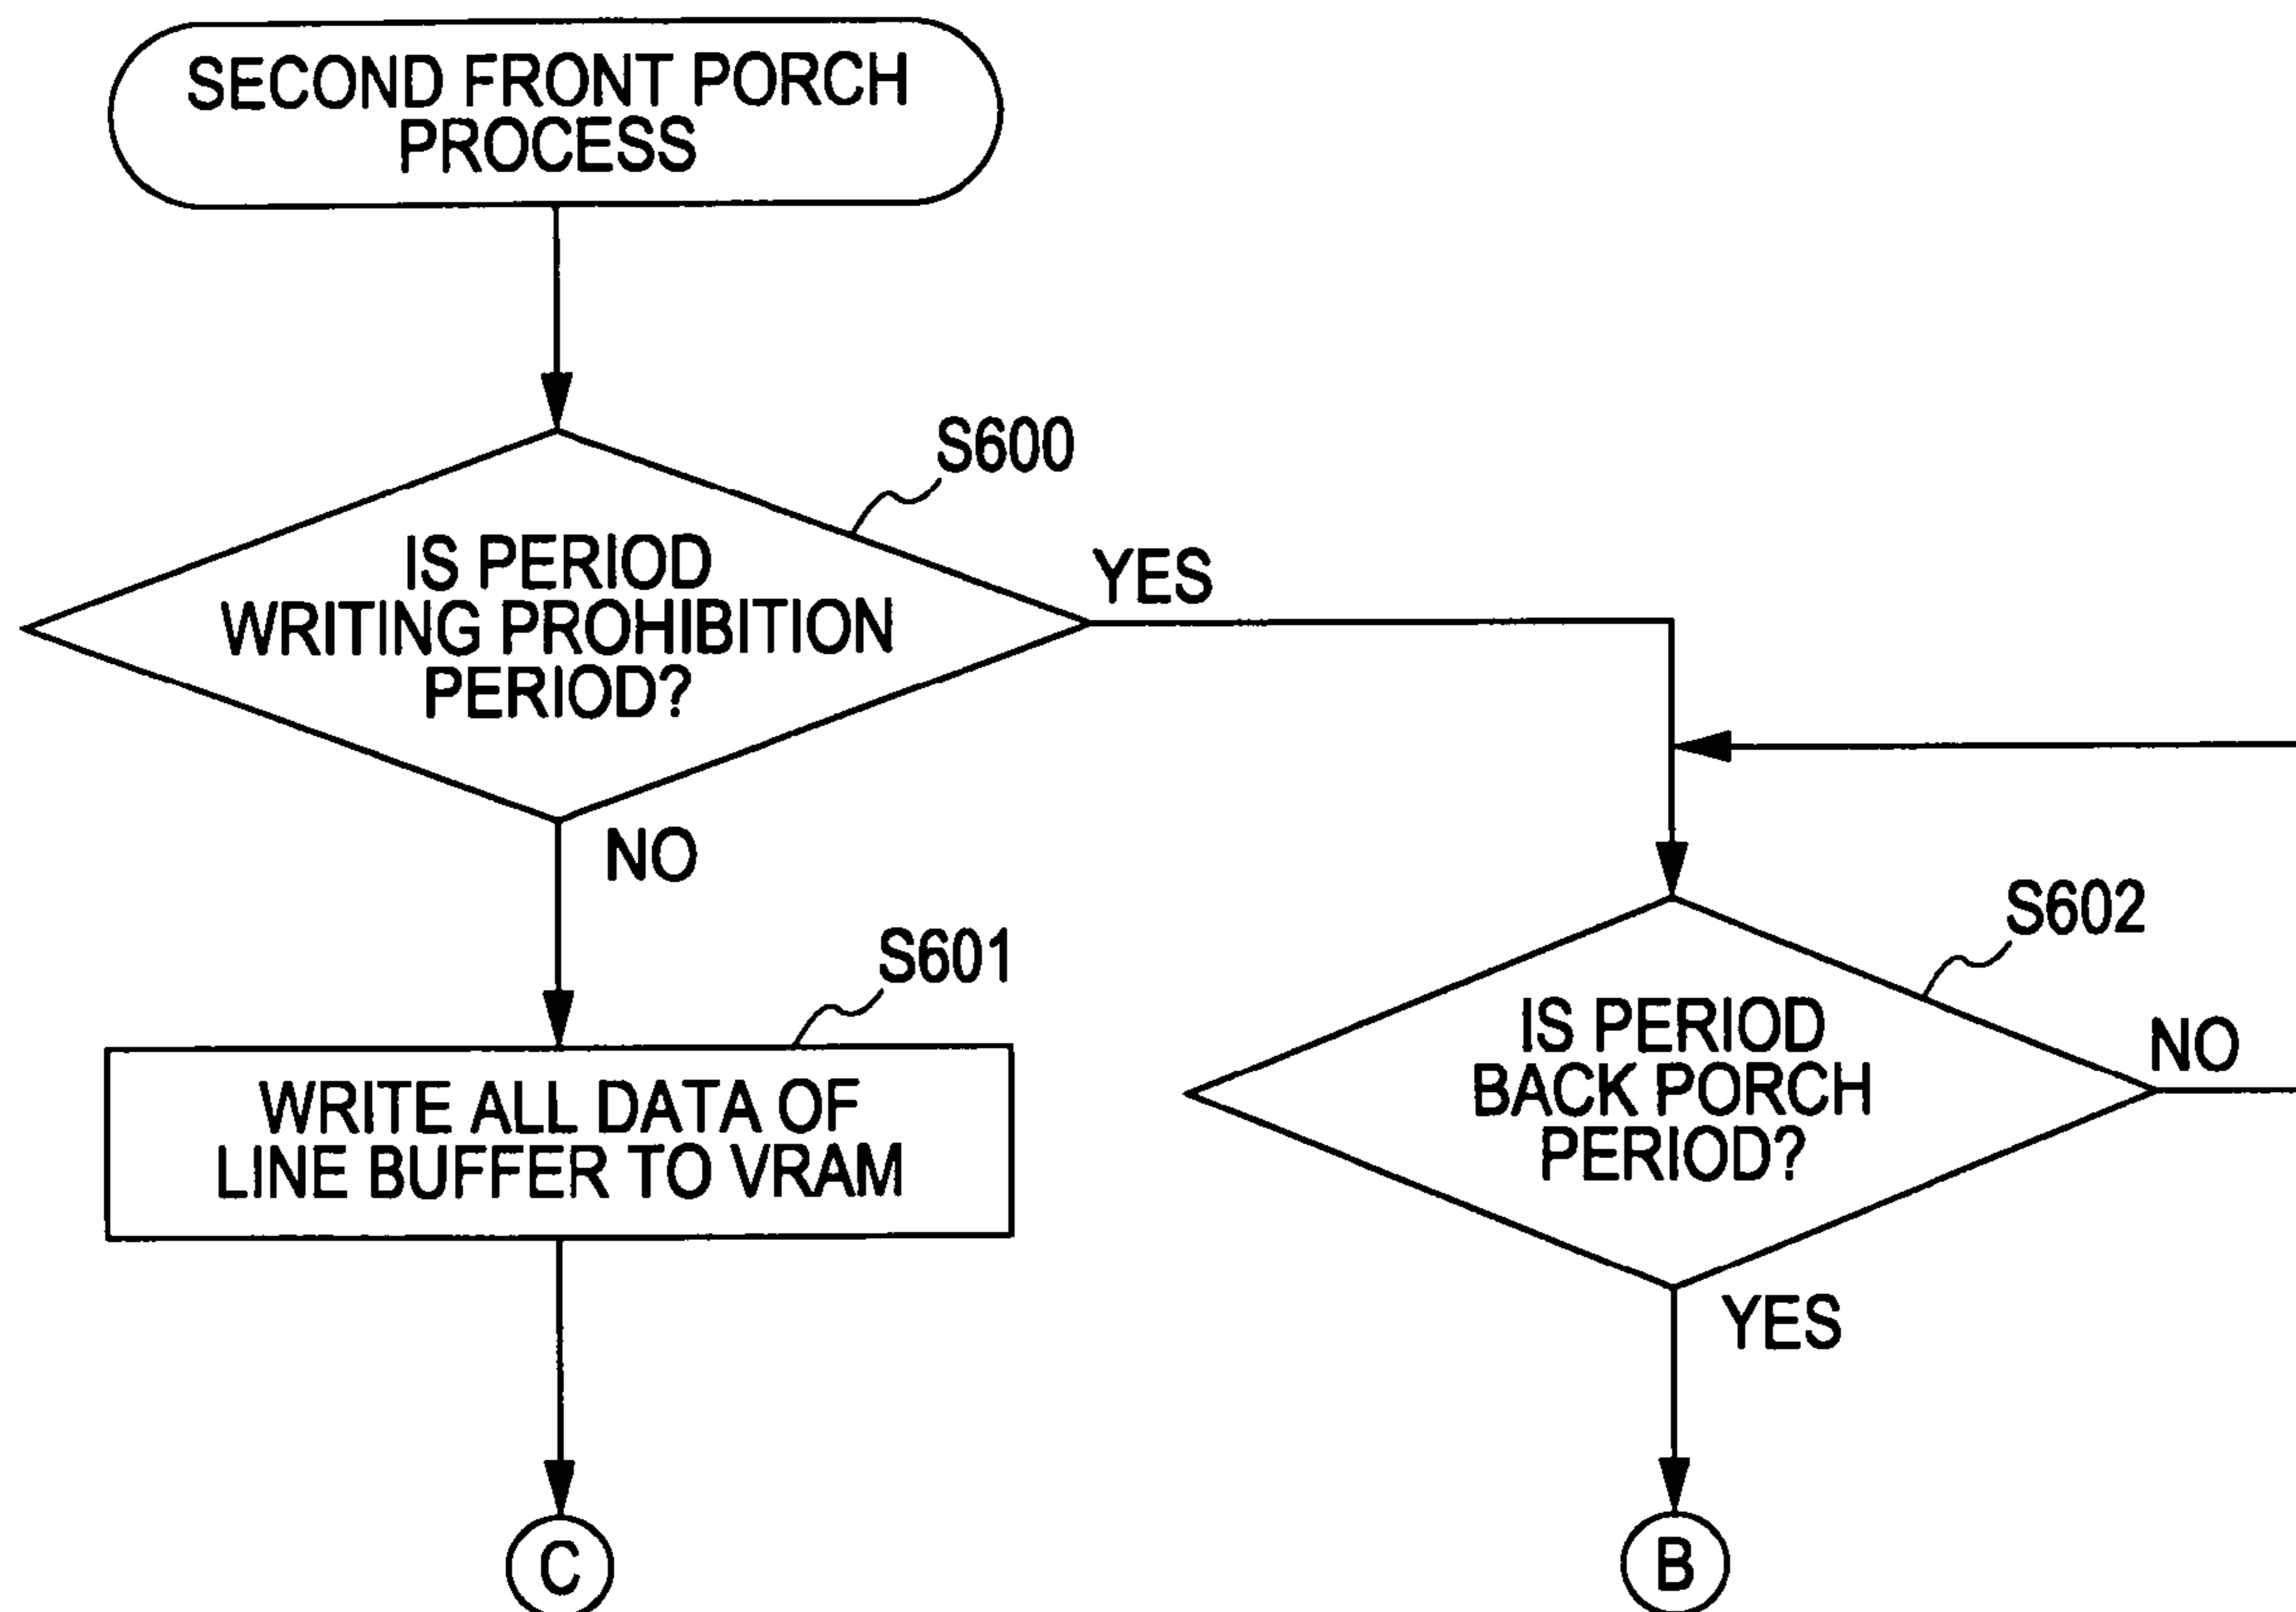 SECOND FRONT PORCH
PROCESS
S600
IS PERIOD
WRITING PROHIBITION
PERIOD?
YES
NO
S601
WRITE ALL DATA OF
LINE BUFFER TO VRAM
C
S602
IS PERIOD
BACK PORCH
PERIOD?
NO
YES
B